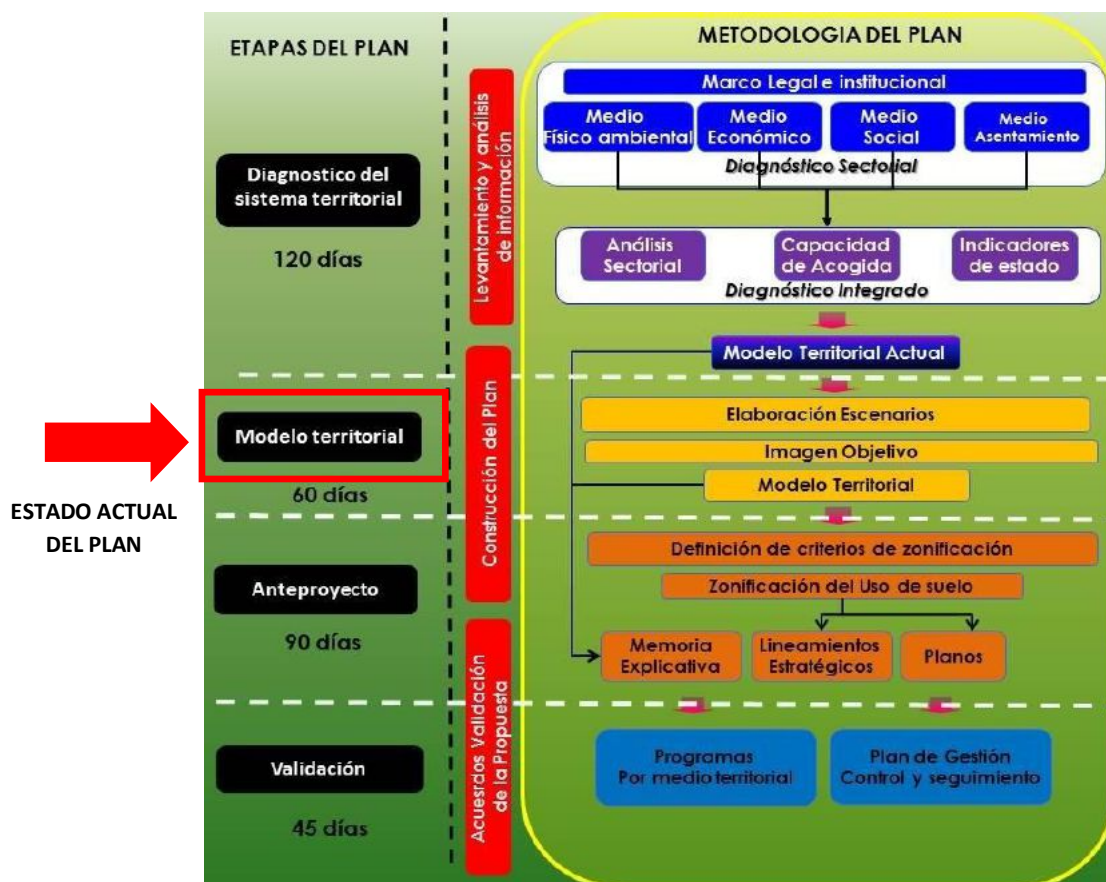 ETAPAS DEL PLAN
Diagnostico del
sistema territorial
120 días
Modelo territorial
60 días
Anteproyecto
90 días
Validación
45 días
ESTADO ACTUAL
DEL PLAN
Levantamiento y análisis
de información
Construcción del Plan
Acuesrdos Validación
de la Propuesta
METODOLOGIA DEL PLAN
Marco Legal e institucional
Medio
Físico ambiental
Medio
Económico
Medio
Social
Medio
Asentamiento
Diagnóstico Sectorial
Análisis
Sectorial
Capacidad
de Acogida
Indicadores
de estado
Diagnóstico Integrado
Modelo Territorial Actual
Elaboración Escenarios
Imagen Objetivo
Modelo Territorial
Definición de criterios de zonificación
Zonificación del Uso de suelo
Memoria
Explicativa
Lineamientos
Estratégicos
Planos
Programas
Por medio territorial
Plan de Gestión
Control y seguimiento